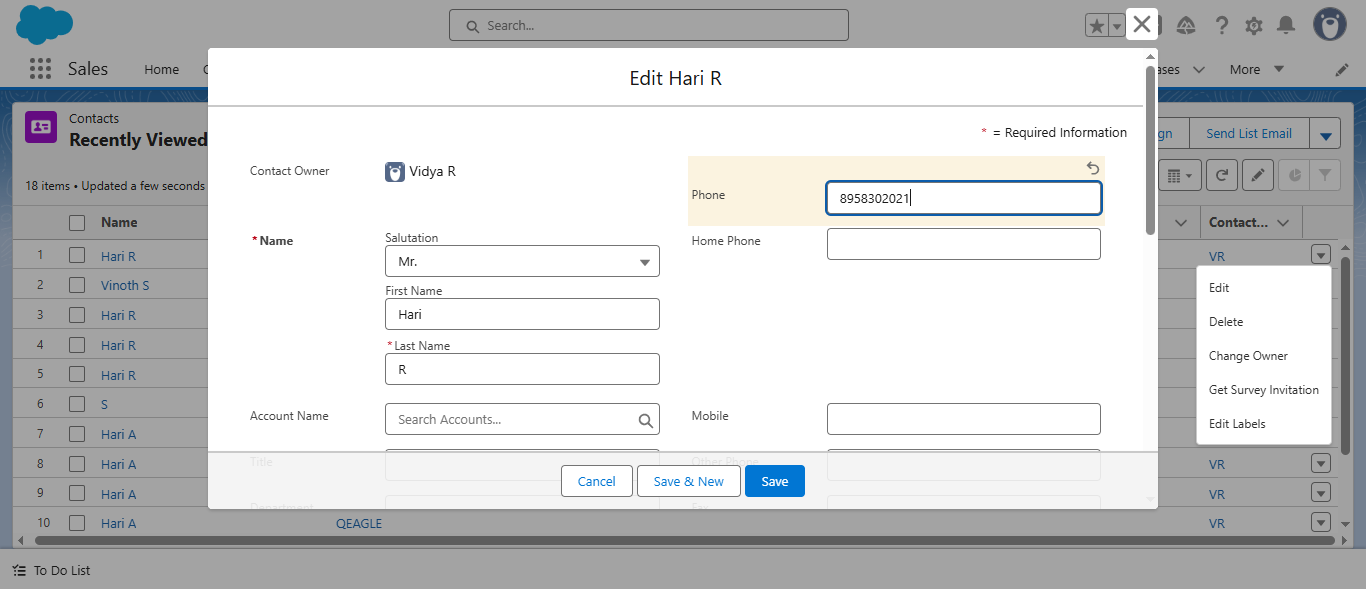 Search...
Sales
Home
More
Contacts
Recently Viewed
Send List Email
18 items • Updated a few seconds
Name
Contact...
1 Hari R VR
2 Vinoth S
3 Hari R
4 Hari R
5 Hari R
6 S
7 Hari A
8 Hari A VR
9 Hari A VR
10 Hari A QEAGLE VR
Edit
Delete
Change Owner
Get Survey Invitation
Edit Labels
Edit Hari R
* = Required Information
Contact Owner
Vidya R
Phone
8958302021
* Name
Salutation
Mr.
Home Phone
First Name
Hari
* Last Name
R
Account Name
Search Accounts...
Mobile
Title
Other Phone
Department
Fax
Cancel
Save & New
Save
To Do List